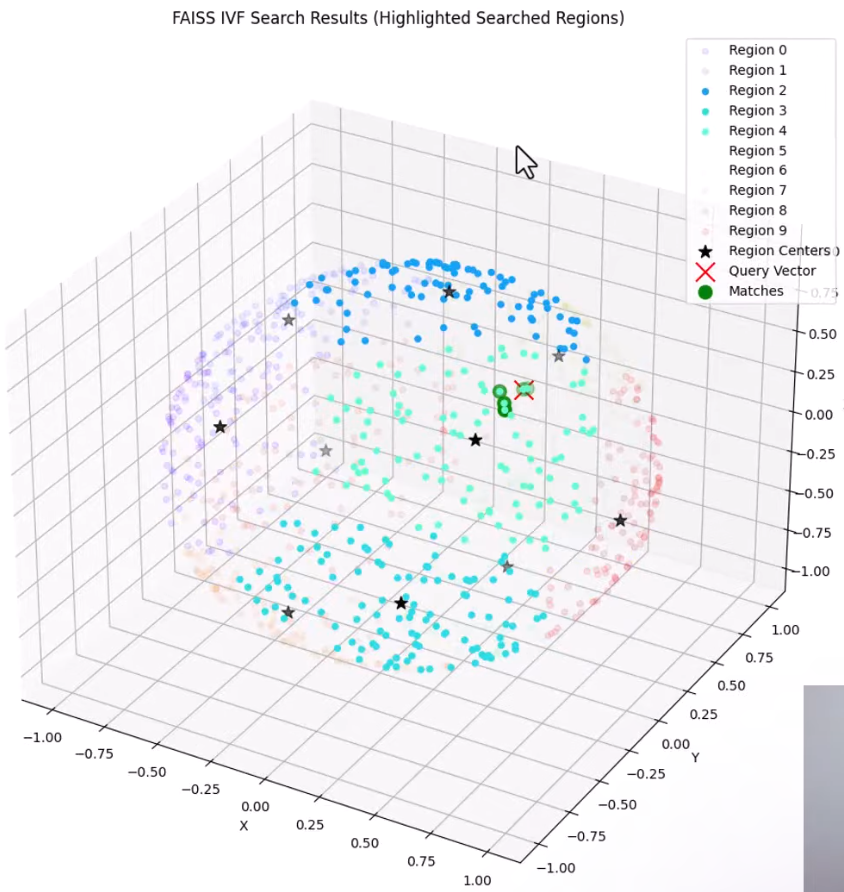 FAISS IVF Search Results (Highlighted Searched Regions)
Region 0
Region 1
Region 2
Region 3
Region 4
Region 5
Region 6
Region 7
Region 8
Region 9
Region Centers
Query Vector
Matches
0.75
0.50
0.25
0.00
−0.25
−0.50
−0.75
−1.00
1.00
0.75
0.50
0.25
0.00
−0.25
−0.50
−0.75
−1.00
Y
−1.00
−0.75
−0.50
−0.25
0.00
0.25
0.50
0.75
1.00
X